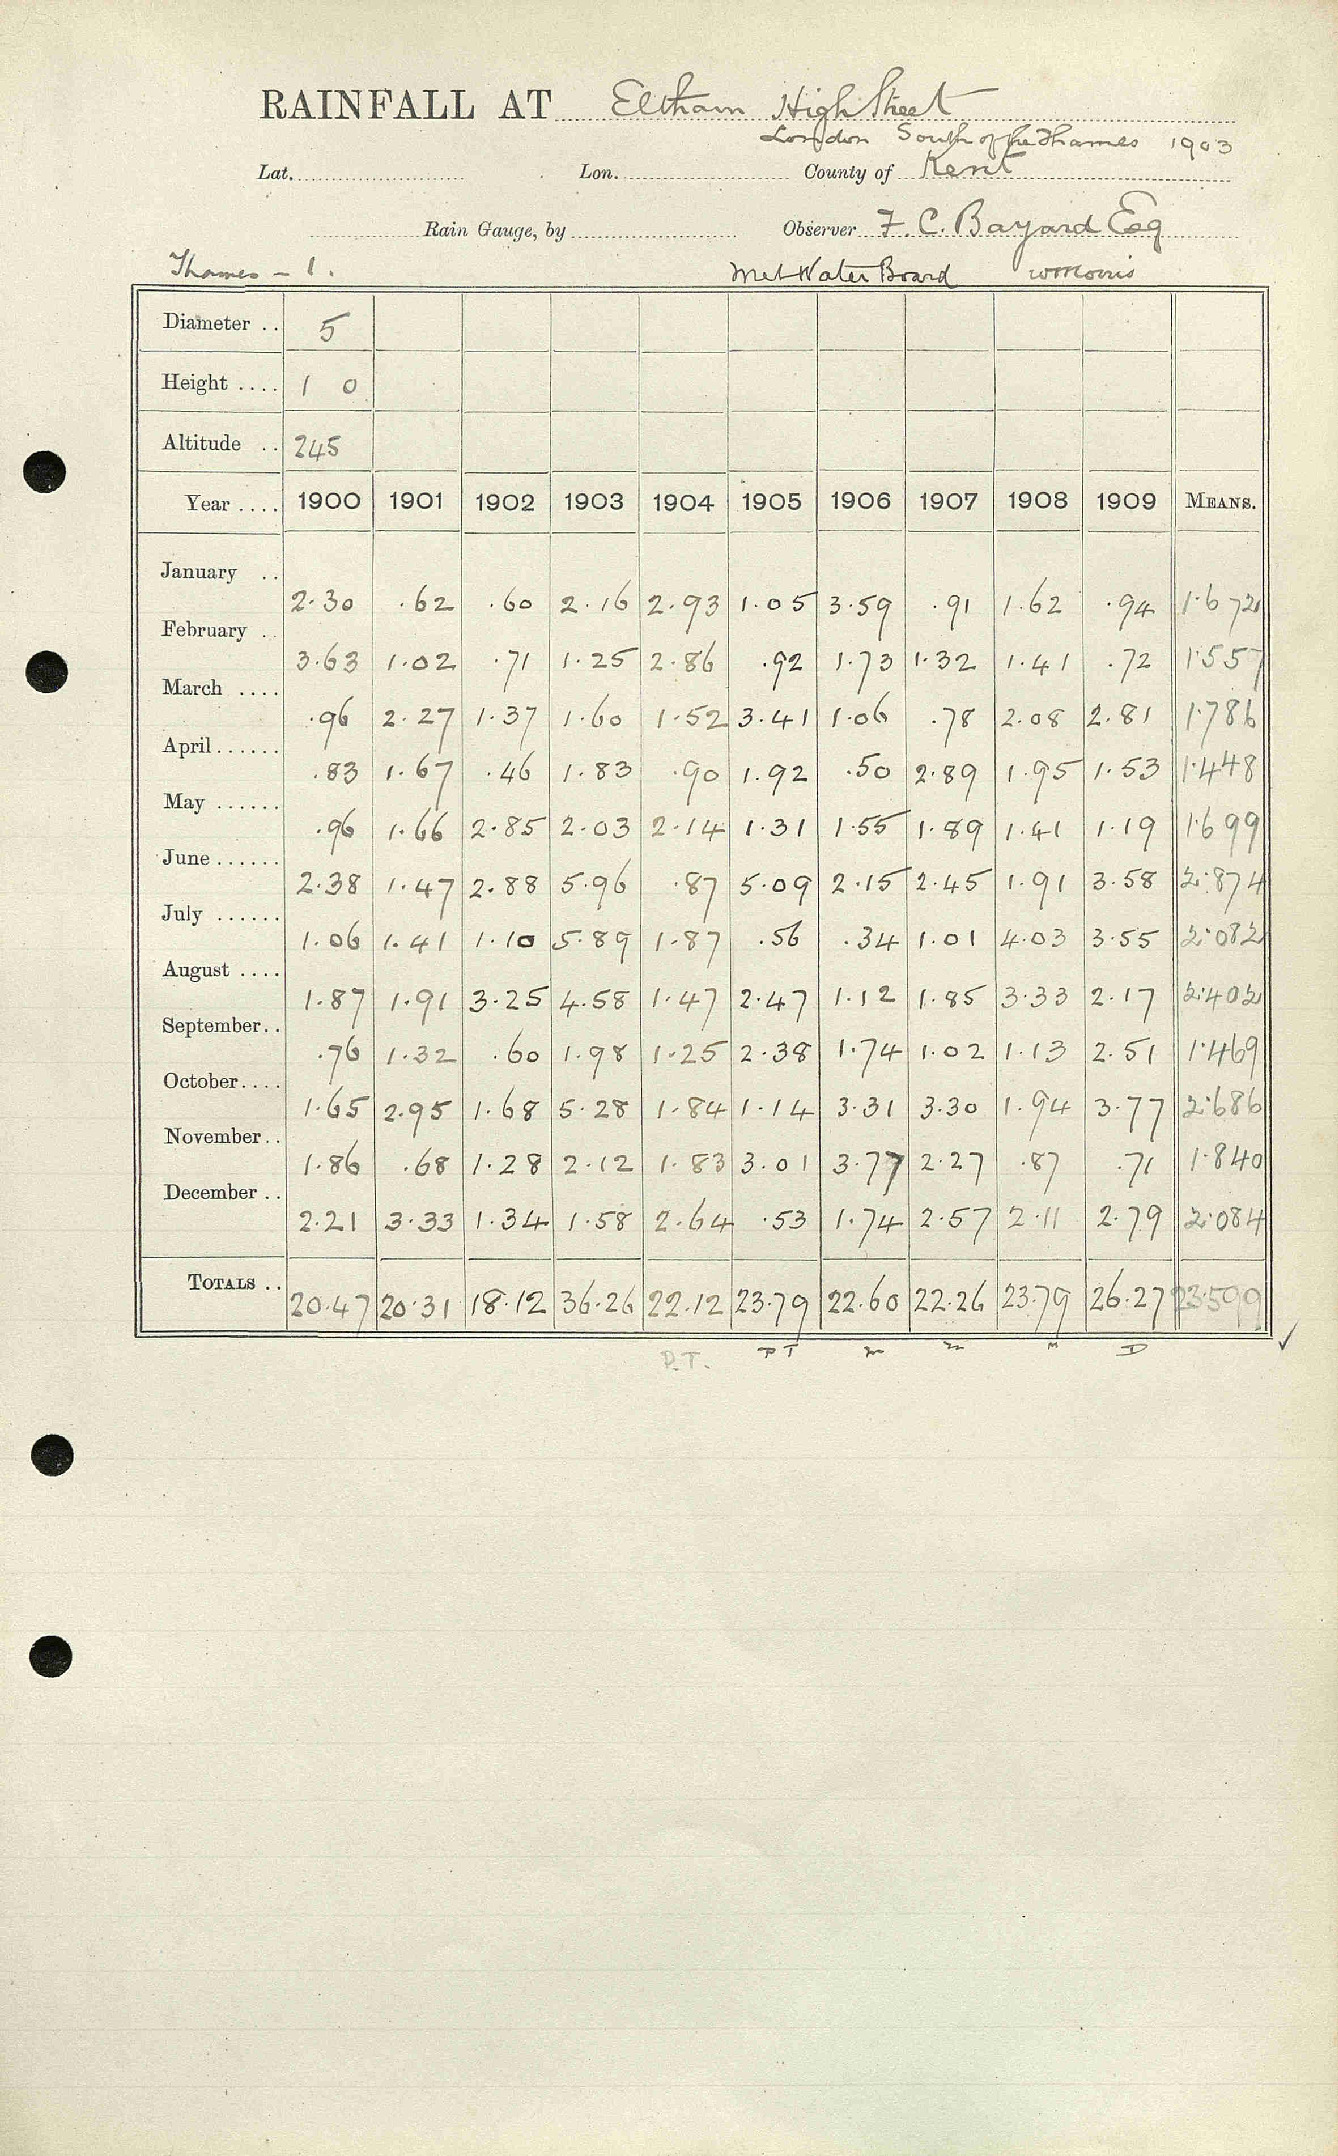 RAINFALL AT Eltham High Street
London South of the Thames 1903
Lat. Lon. County of Kent
Rain Gauge, by Observer F. C. Bayard Esq
Thames - 1. Met Water Board W Morris
Diameter .. 5
Height .... 1 0
Altitude .. 245
Year .... 1900 1901 1902 1903 1904 1905 1906 1907 1908 1909 MEANS.
January .. 2.30 .62 .60 2.16 2.93 1.05 3.59 .91 1.62 .94 1.672
February .. 3.63 1.02 .71 1.25 2.86 .92 1.73 1.32 1.41 .72 1.557
March .... .96 2.27 1.37 1.60 1.52 3.41 1.06 .78 2.08 2.81 1.786
April ...... .83 1.67 .46 1.83 .90 1.92 .50 2.89 1.95 1.53 1.448
May ...... .96 1.66 2.85 2.03 2.14 1.31 1.55 1.89 1.41 1.19 1.699
June ...... 2.38 1.47 2.88 5.96 .87 5.09 2.15 2.45 1.91 3.58 2.874
July ...... 1.06 1.41 1.10 5.89 1.87 .56 .34 1.01 4.03 3.55 2.082
August .... 1.87 1.91 3.25 4.58 1.47 2.47 1.12 1.85 3.33 2.17 2.402
September .. .76 1.32 .60 1.98 1.25 2.38 1.74 1.02 1.13 2.51 1.469
October .... 1.65 2.95 1.68 5.28 1.84 1.14 3.31 3.30 1.94 3.77 2.686
November .. 1.86 .68 1.28 2.12 1.83 3.01 3.77 2.27 .87 .71 1.840
December .. 2.21 3.33 1.34 1.58 2.64 .53 1.74 2.57 2.11 2.79 2.084
TOTALS .. 20.47 20.31 18.12 36.26 22.12 23.79 22.60 22.26 23.79 26.27 23.599
P.T. PT m m M D